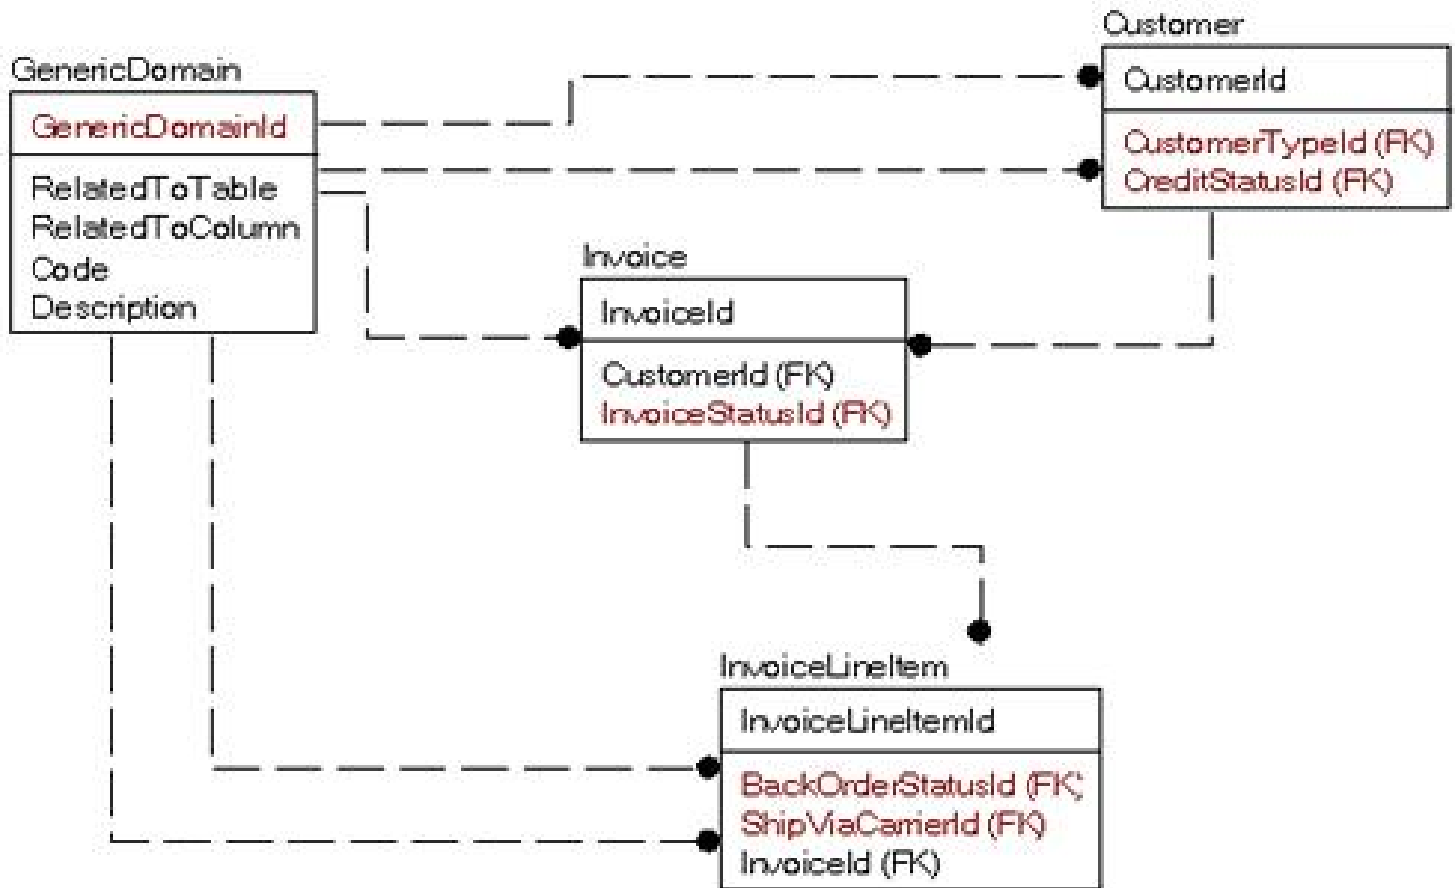 Customer
CustomerId
CustomerTypeId (FK)
CreditStatusId (FK)
GenericDomain
GenericDomainId
RelatedToTable
RelatedToColumn
Code
Description
Invoice
InvoiceId
CustomerId (FK)
InvoiceStatusId (FK)
InvoiceLineItem
InvoiceLineItemId
BackOrderStatusId (FK)
ShipViaCarrierId (FK)
InvoiceId (FK)